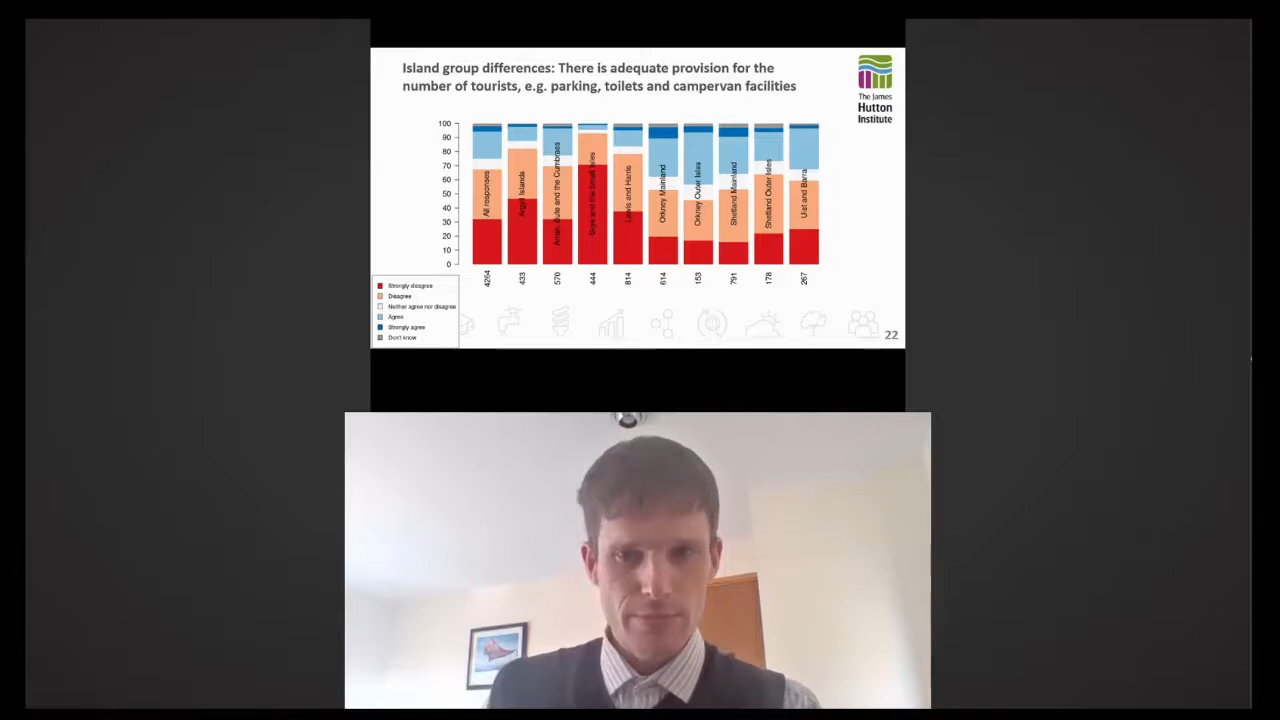 Island group differences: There is adequate provision for the
number of tourists, e.g. parking, toilets and campervan facilities
The James
Hutton
Institute
100
90
80
70
60
50
40
30
20
10
0
All responses
Argyll Islands
Arran, Bute and the Cumbraes
Skye and the Small Isles
Lewis and Harris
Orkney Mainland
Orkney Outer Isles
Shetland Mainland
Shetland Outer Isles
Uist and Barra
4264
433
570
444
814
614
153
791
178
267
Strongly disagree
Disagree
Neither agree nor disagree
Agree
Strongly agree
Don't know
22